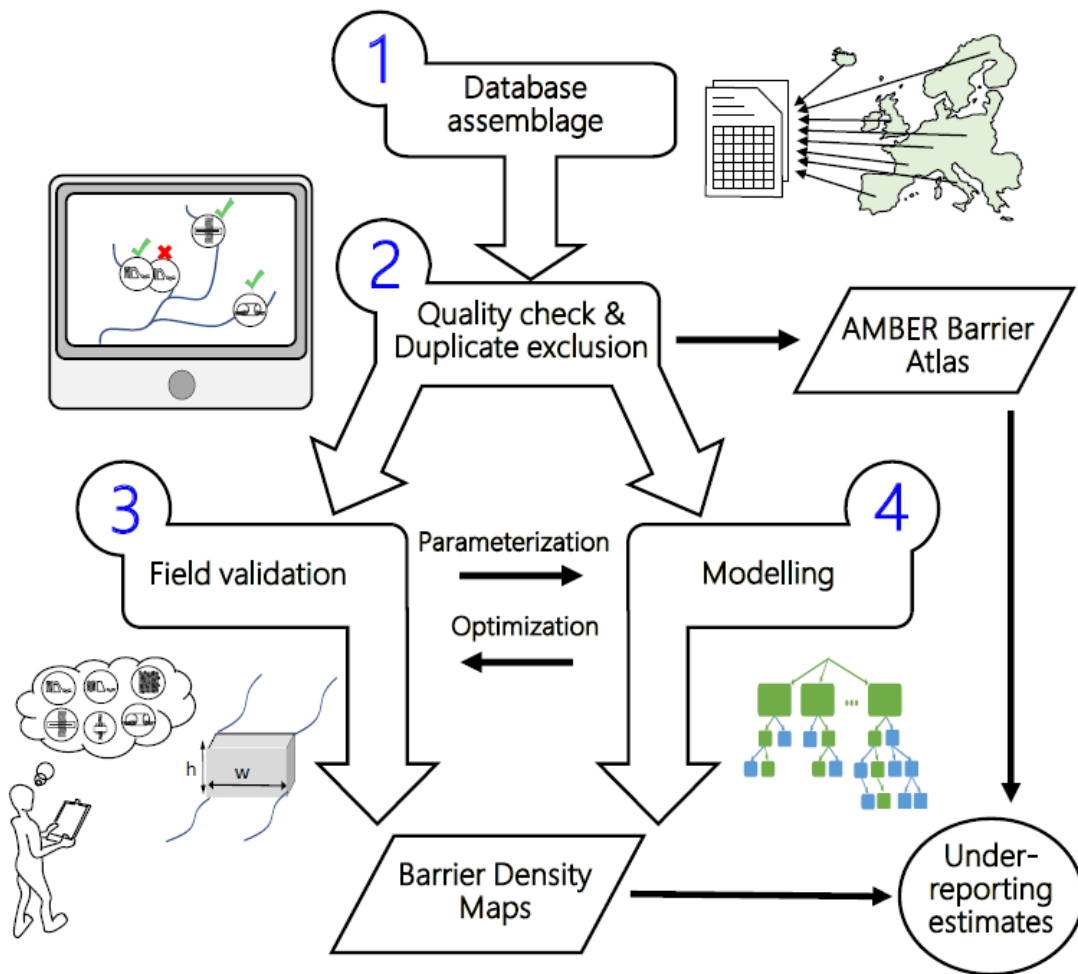 1
Database
assemblage
2
Quality check &
Duplicate exclusion
AMBER Barrier
Atlas
3
Field validation
Parameterization
Optimization
4
Modelling
h
w
...
Barrier Density
Maps
Under-
reporting
estimates